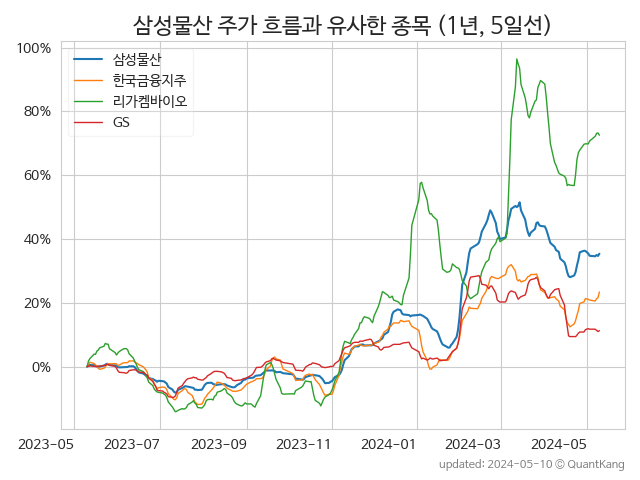 삼성물산 주가 흐름과 유사한 종목 (1년, 5일선)
100%
80%
60%
40%
20%
0%
삼성물산
한국금융지주
리가켐바이오
GS
2023-05
2023-07
2023-09
2023-11
2024-01
2024-03
2024-05
updated: 2024-05-10 © QuantKang